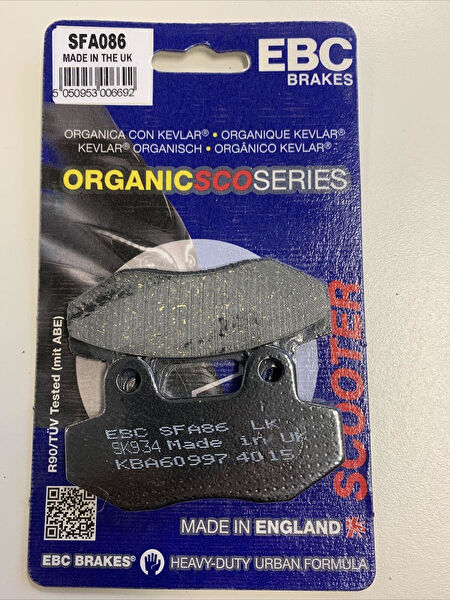 SFA086
MADE IN THE UK
5 050953 006692
EBC
BRAKES
ORGANICA CON KEVLAR® • ORGANIQUE KEVLAR®
KEVLAR® ORGANISCH • ORGÂNICO KEVLAR®
ORGANICSCOSERIES
R90/TÜV Tested (mit ABE)
SCOOTER
EBC SFA86 LK
9K934 Made in UK
KBA60997 4015
MADE IN ENGLAND
EBC BRAKES®
HEAVY-DUTY URBAN FORMULA